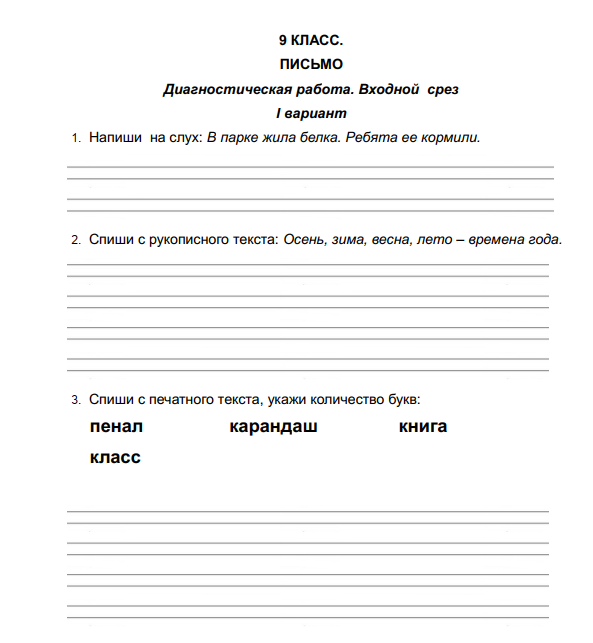 9 КЛАСС.
ПИСЬМО
Диагностическая работа. Входной срез
I вариант
1. Напиши на слух: В парке жила белка. Ребята ее кормили.
2. Спиши с рукописного текста: Осень, зима, весна, лето – времена года.
3. Спиши с печатного текста, укажи количество букв:
пенал карандаш книга
класс